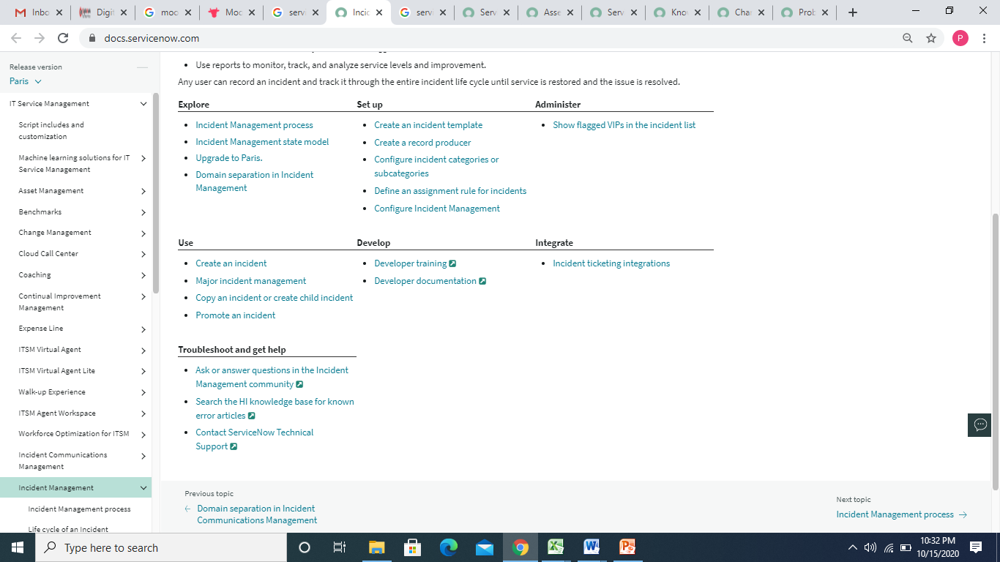 Inbo
Digit
moo
Moc
servi
Incic
servi
Serv
Asse
Serv
Kno
Cha
Prob
docs.servicenow.com
P
Release version
Paris
IT Service Management
Script includes and
customization
Machine learning solutions for IT
Service Management
Asset Management
Benchmarks
Change Management
Cloud Call Center
Coaching
Continual Improvement
Management
Expense Line
ITSM Virtual Agent
ITSM Virtual Agent Lite
Walk-up Experience
ITSM Agent Workspace
Workforce Optimization for ITSM
Incident Communications
Management
Incident Management
Incident Management process
Life cycle of an Incident
• Use reports to monitor, track, and analyze service levels and improvement.
Any user can record an incident and track it through the entire incident life cycle until service is restored and the issue is resolved.
Explore
• Incident Management process
• Incident Management state model
• Upgrade to Paris.
• Domain separation in Incident
Management
Set up
• Create an incident template
• Create a record producer
• Configure incident categories or
subcategories
• Define an assignment rule for incidents
• Configure Incident Management
Administer
• Show flagged VIPs in the incident list
Use
• Create an incident
• Major incident management
• Copy an incident or create child incident
• Promote an incident
Develop
• Developer training
• Developer documentation
Integrate
• Incident ticketing integrations
Troubleshoot and get help
• Ask or answer questions in the Incident
Management community
• Search the HI knowledge base for known
error articles
• Contact ServiceNow Technical
Support
Previous topic
← Domain separation in Incident
Communications Management
Next topic
Incident Management process →
Type here to search
10:32 PM
10/15/2020